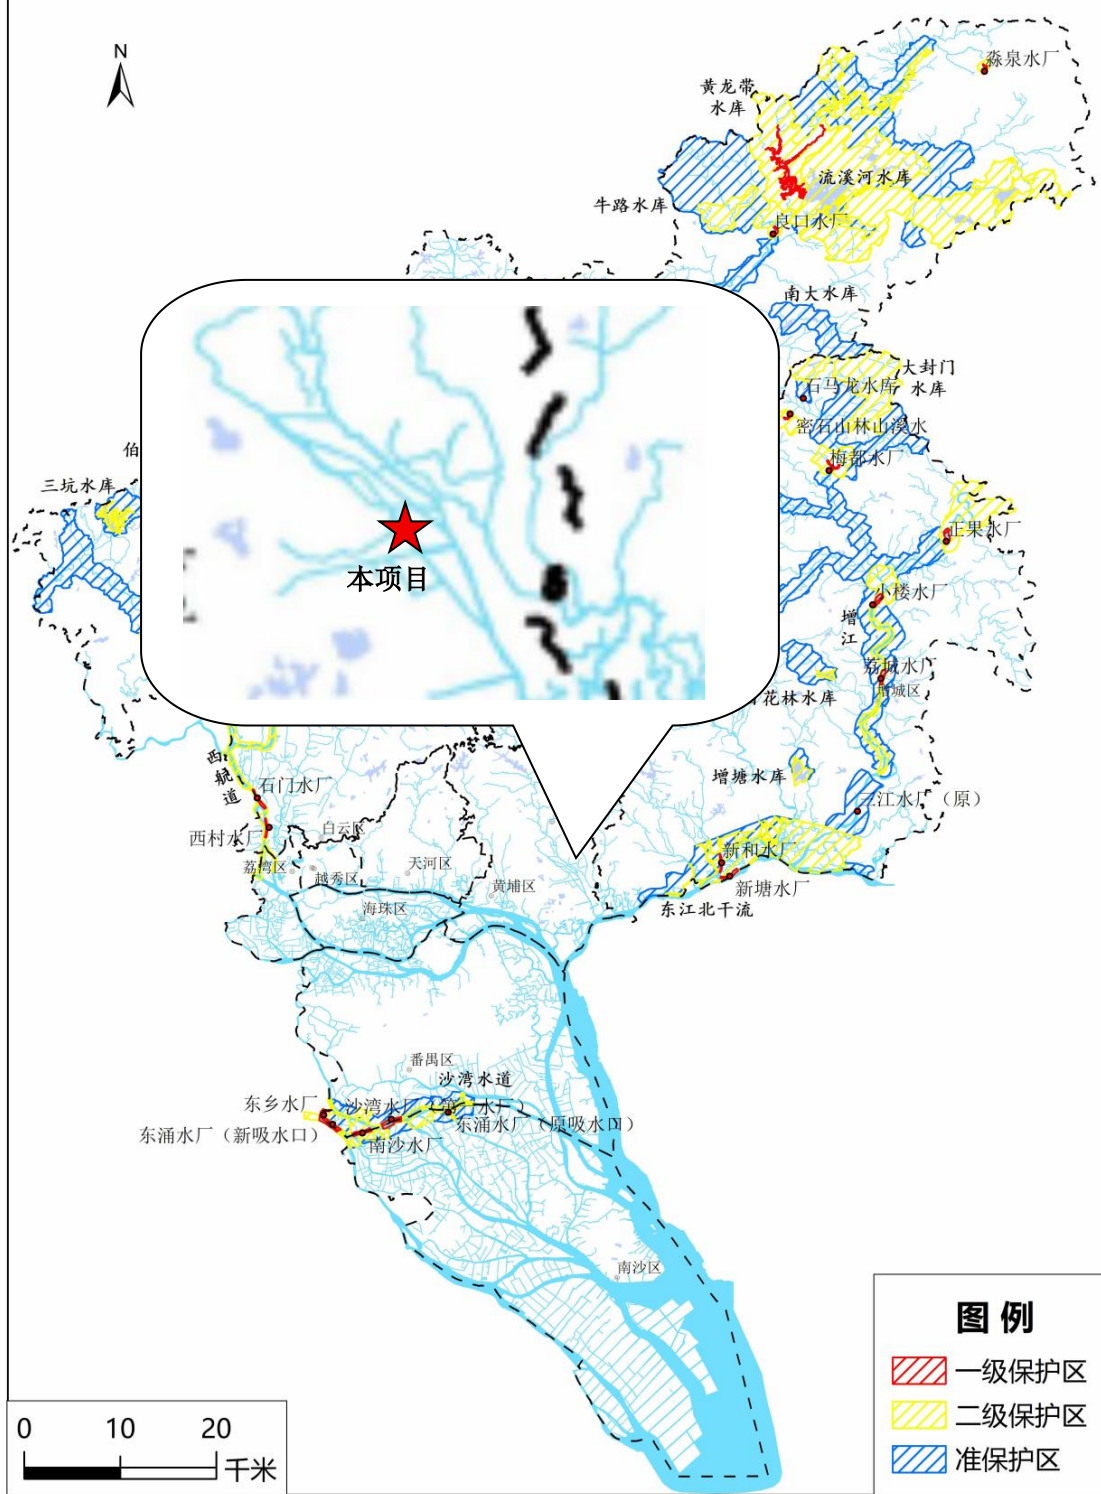 N
淼泉水厂
黄龙带
水库
流溪河水库
牛路水库
良口水厂
南大水库
大封门
水库
石马龙水库
密石山林山溪水
梅都水厂
伯
三坑水库
正果水厂
小楼水厂
增
江
荔城水厂
增城区
花林水库
本项目
西
航
道
石门水厂
增塘水库
三江水厂（原）
西村水厂
白云区
荔湾区
越秀区
天河区
黄埔区
新和水厂
新塘水厂
东江北干流
海珠区
番禺区
沙湾水道
东乡水厂
沙湾水厂
水厂）
东涌水厂（原吸水口）
东涌水厂（新吸水口）
南沙水厂
南沙区
图 例
一级保护区
二级保护区
准保护区
0 10 20
千米